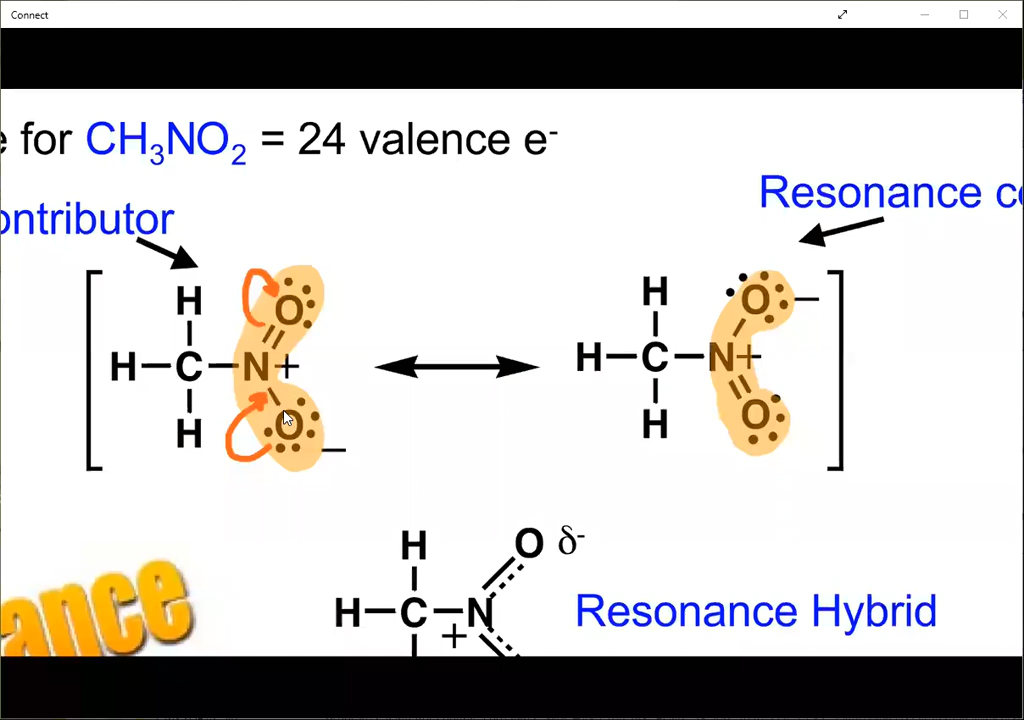 Connect
e for CH₃NO₂ = 24 valence e⁻
ontributor
Resonance co
H
H–C–N+
H
O
O
–
H
H–C–N+
H
O –
O
H
H–C–N
+
O δ⁻
ance
Resonance Hybrid